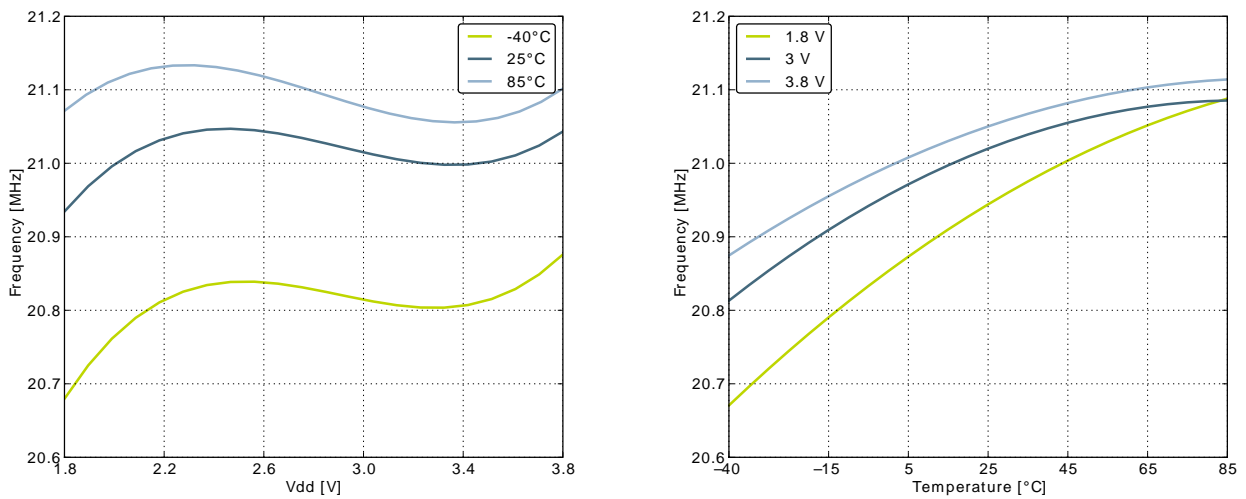 21.2
21.1
21.0
20.9
20.8
20.7
20.6
Frequency [MHz]
-40°C
25°C
85°C
1.8 2.2 2.6 3.0 3.4 3.8
Vdd [V]
21.2
21.1
21.0
20.9
20.8
20.7
20.6
Frequency [MHz]
1.8 V
3 V
3.8 V
–40 –15 5 25 45 65 85
Temperature [°C]